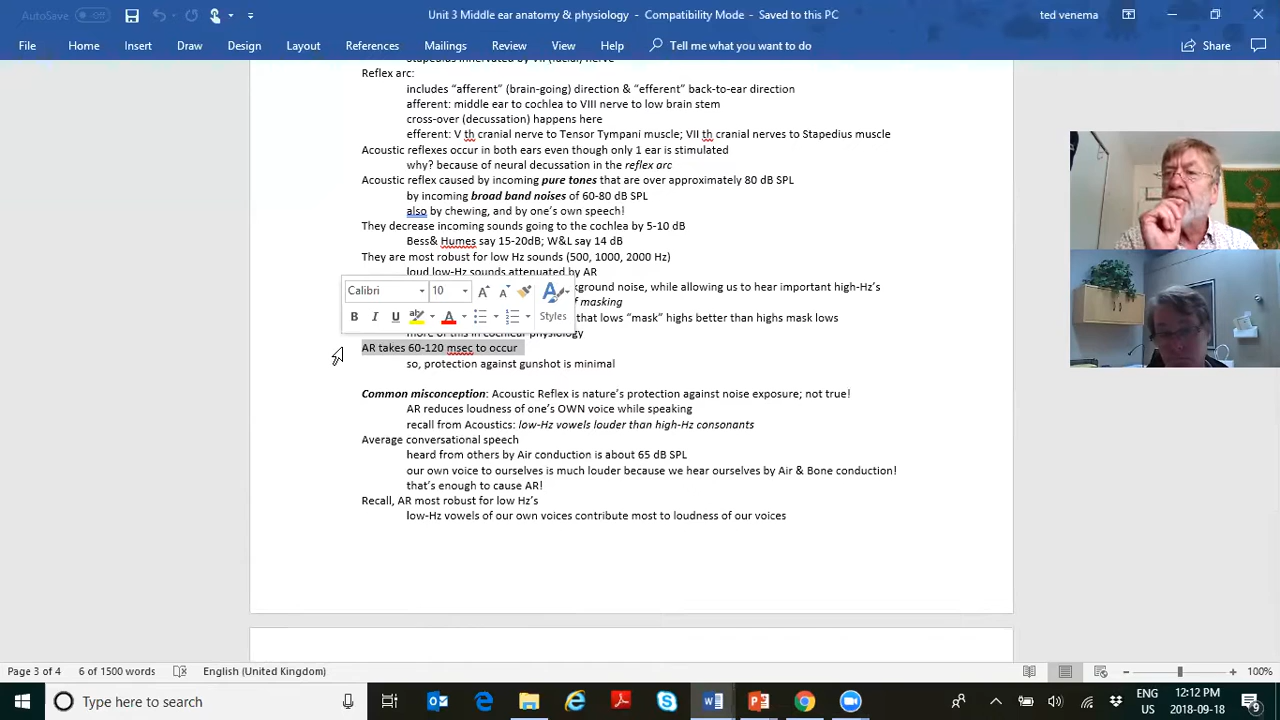 AutoSave
Off
Unit 3 Middle ear anatomy & physiology - Compatibility Mode - Saved to this PC
ted venema
File Home Insert Draw Design Layout References Mailings Review View Help Tell me what you want to do Share
Stapedius innervated by VII (facial) nerve
Reflex arc:
includes “afferent” (brain-going) direction & “efferent” back-to-ear direction
afferent: middle ear to cochlea to VIII nerve to low brain stem
cross-over (decussation) happens here
efferent: V th cranial nerve to Tensor Tympani muscle; VII th cranial nerves to Stapedius muscle
Acoustic reflexes occur in both ears even though only 1 ear is stimulated
why? because of neural decussation in the reflex arc
Acoustic reflex caused by incoming pure tones that are over approximately 80 dB SPL
by incoming broad band noises of 60-80 dB SPL
also by chewing, and by one’s own speech!
They decrease incoming sounds going to the cochlea by 5-10 dB
Bess& Humes say 15-20dB; W&L say 14 dB
They are most robust for low Hz sounds (500, 1000, 2000 Hz)
loud low-Hz sounds attenuated by AR
kground noise, while allowing us to hear important high-Hz’s
f masking
that lows “mask” highs better than highs mask lows
more of this in cochlear physiology
Calibri 10
Styles
AR takes 60-120 msec to occur
so, protection against gunshot is minimal
Common misconception: Acoustic Reflex is nature’s protection against noise exposure; not true!
AR reduces loudness of one’s OWN voice while speaking
recall from Acoustics: low-Hz vowels louder than high-Hz consonants
Average conversational speech
heard from others by Air conduction is about 65 dB SPL
our own voice to ourselves is much louder because we hear ourselves by Air & Bone conduction!
that’s enough to cause AR!
Recall, AR most robust for low Hz’s
low-Hz vowels of our own voices contribute most to loudness of our voices
Page 3 of 4 6 of 1500 words English (United Kingdom) 100%
Type here to search
ENG
US
12:12 PM
2018-09-18
9